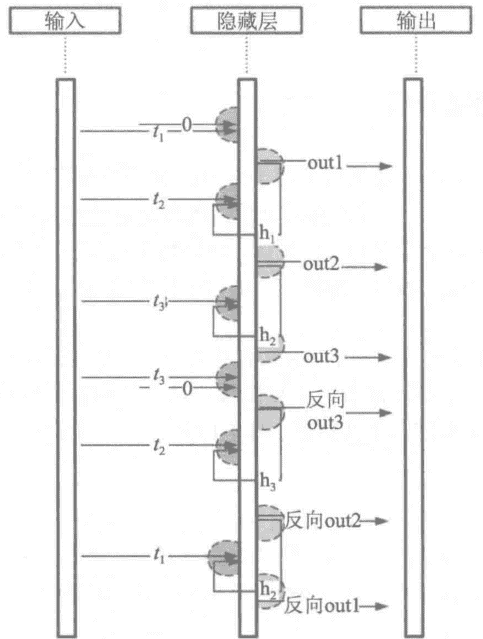 输入 隐藏层 输出
0
t₁
out1
t₂
h₁
out2
t₃
h₂
out3
t₃
0
反向
out3
t₂
h₃
反向out2
t₁
h₂
反向out1